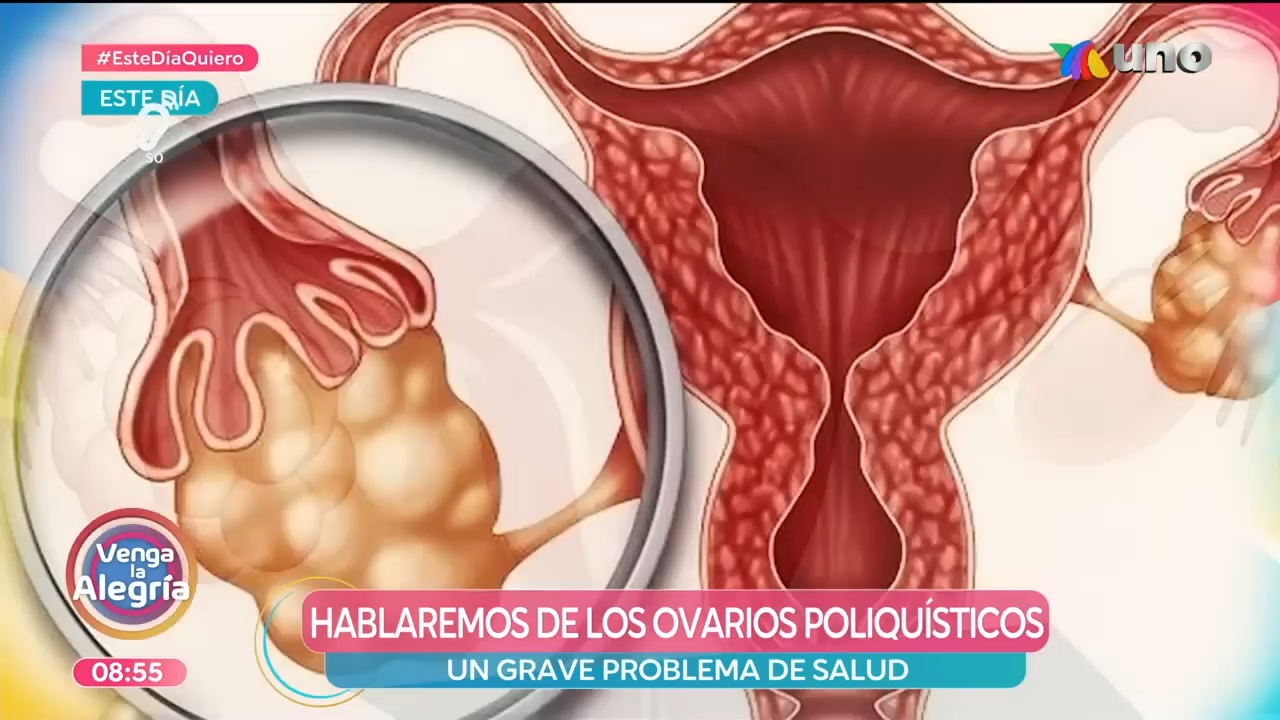 #EsteDíaQuiero
ESTE DÍA
SO
uno
Venga
la
Alegría
HABLAREMOS DE LOS OVARIOS POLIQUÍSTICOS
UN GRAVE PROBLEMA DE SALUD
08:55